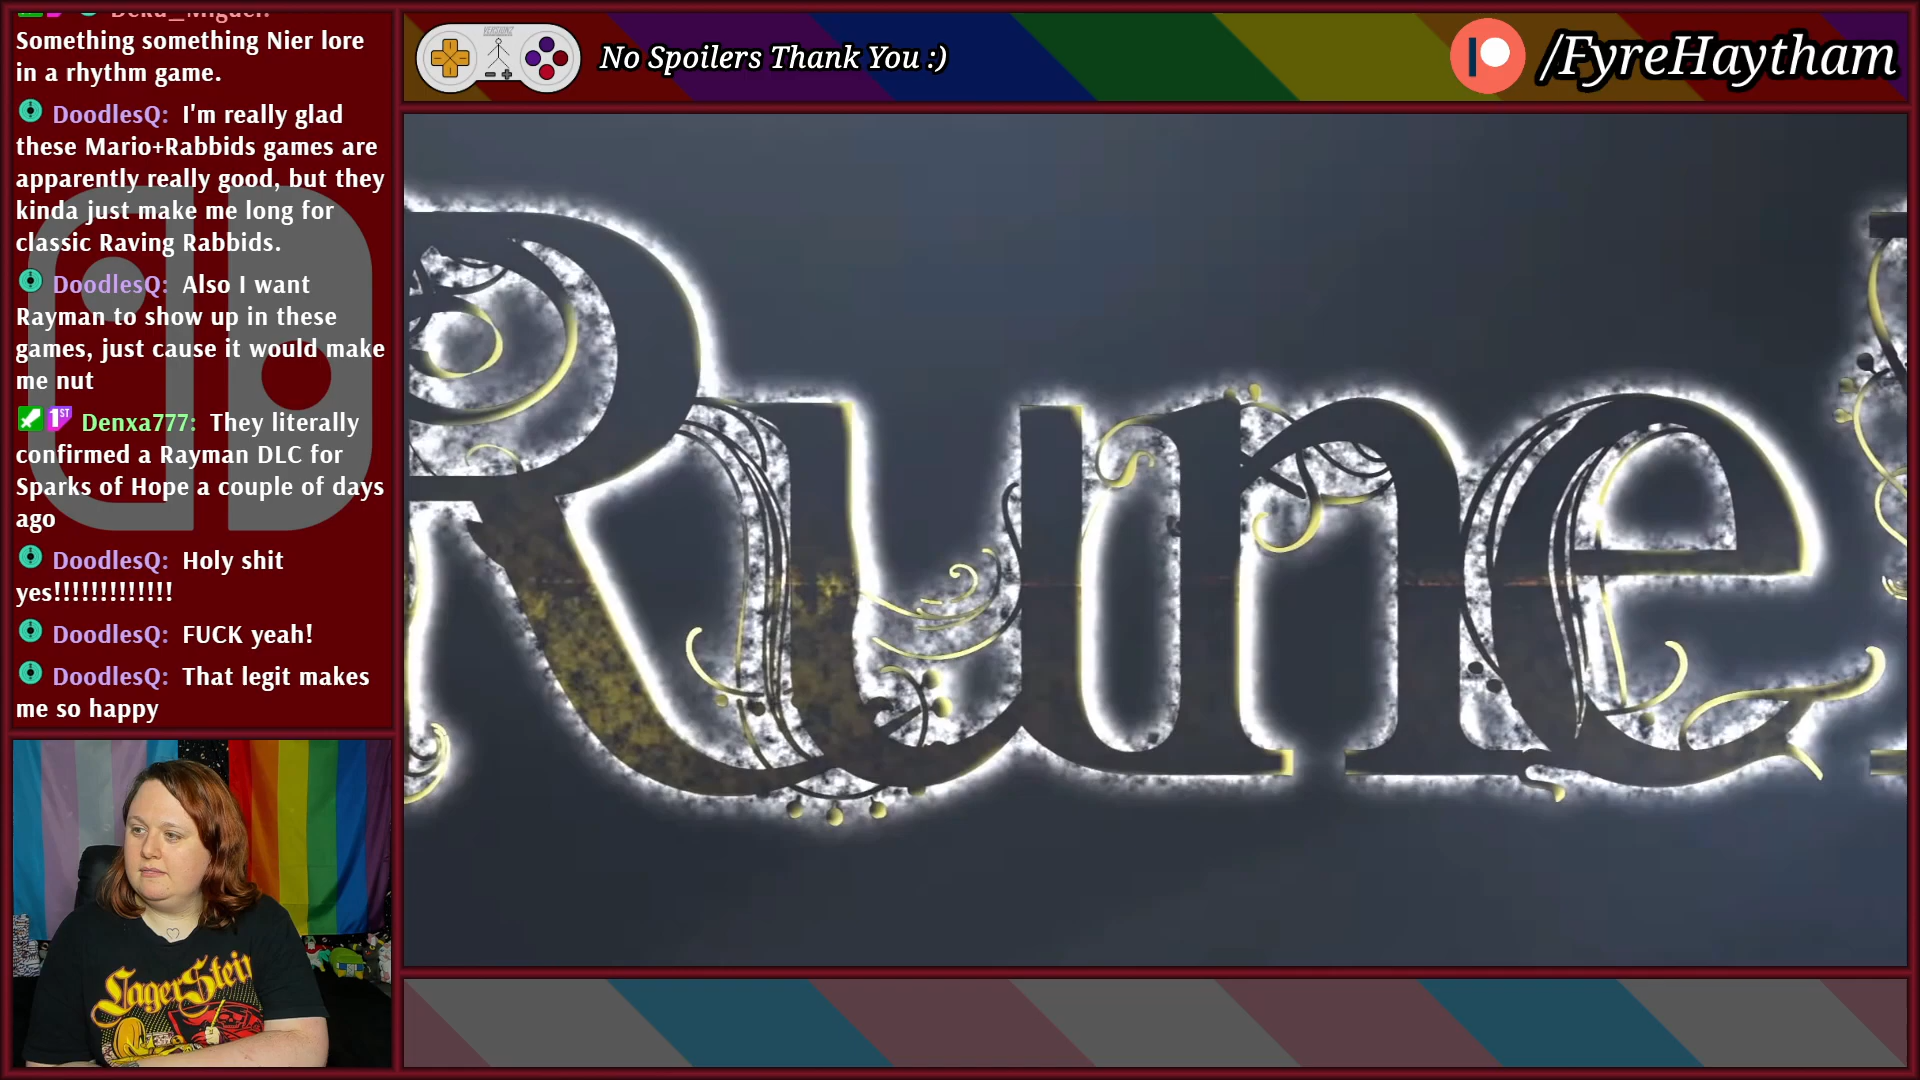 Deku_Miguel:
Something something Nier lore
in a rhythm game.
DoodlesQ: I'm really glad
these Mario+Rabbids games are
apparently really good, but they
kinda just make me long for
classic Raving Rabbids.
DoodlesQ: Also I want
Rayman to show up in these
games, just cause it would make
me nut
1ST Denxa777: They literally
confirmed a Rayman DLC for
Sparks of Hope a couple of days
ago
DoodlesQ: Holy shit
yes!!!!!!!!!!!!!
DoodlesQ: FUCK yeah!
DoodlesQ: That legit makes
me so happy
No Spoilers Thank You :)
/FyreHaytham
Rune
LagerStein